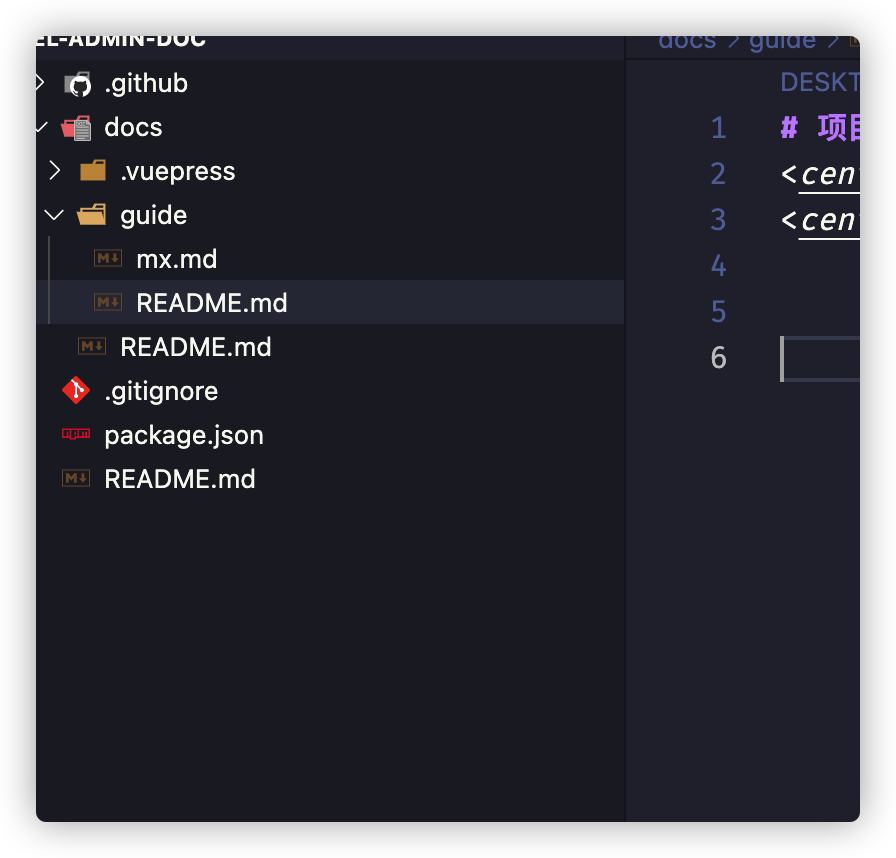 EL-ADMIN-DOC
.github
docs
.vuepress
guide
mx.md
README.md
README.md
.gitignore
package.json
README.md
docs > guide >
DESKT
1 # 项目
2 <cen
3 <cen
4
5
6